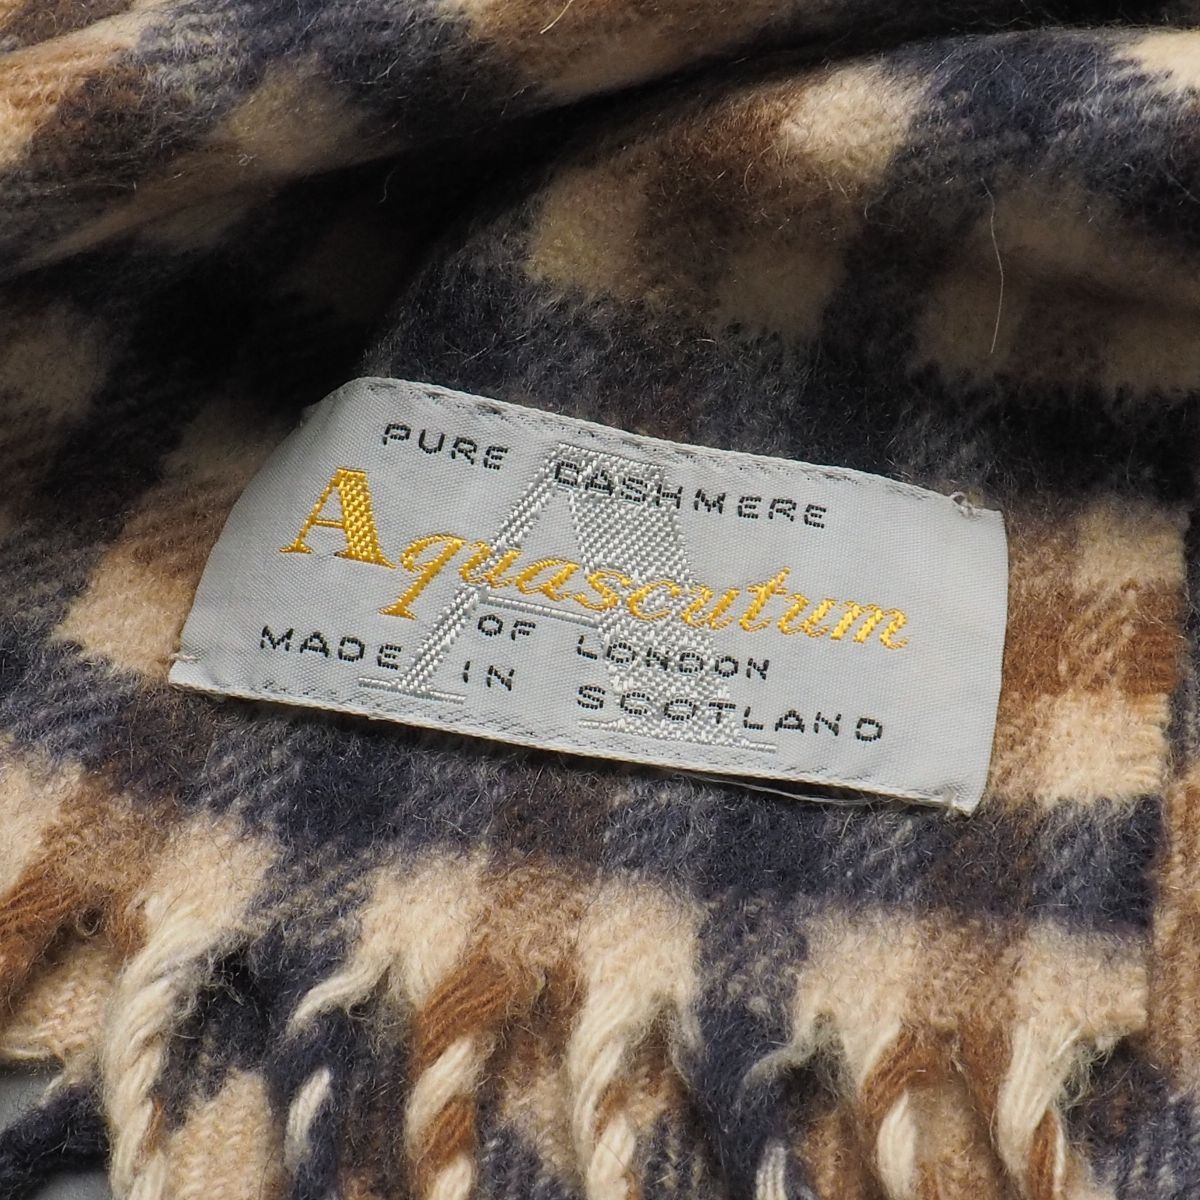 PURE CASHMERE
Aquascutum
OF LONDON
MADE IN SCOTLAND